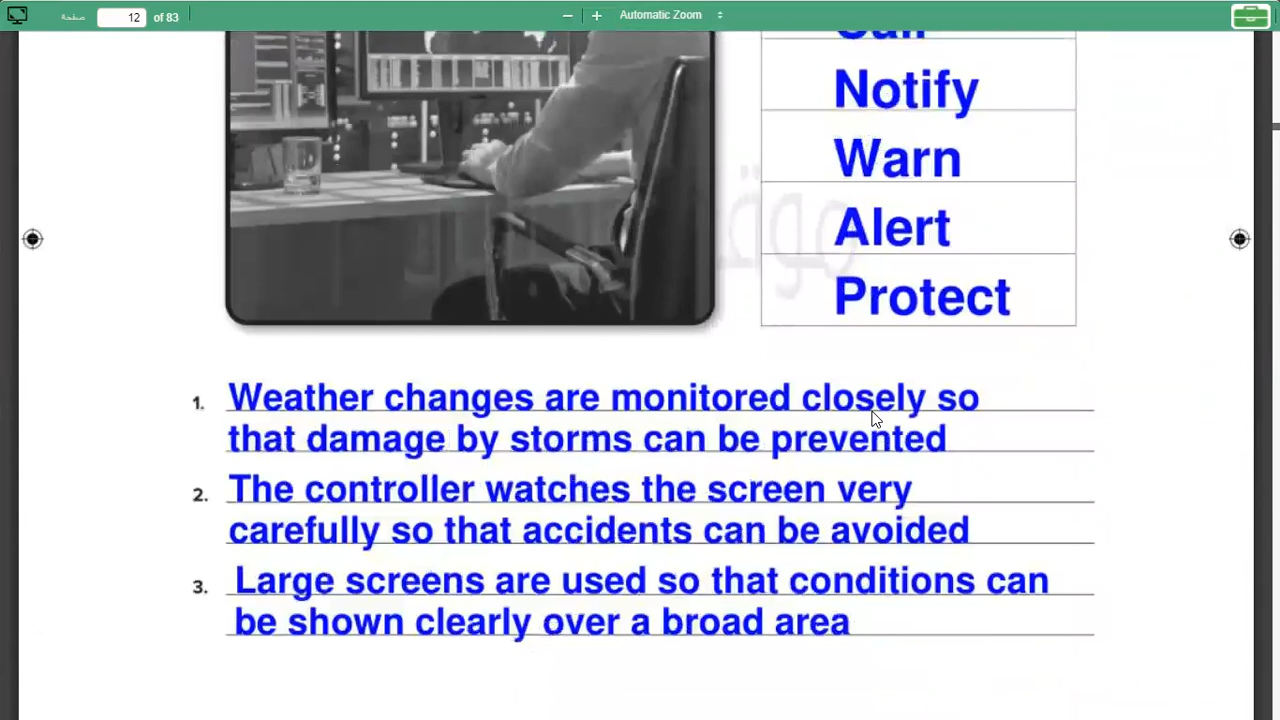 صفحة 12 of 83 Automatic Zoom
Call
Notify
Warn
Alert
Protect
1. Weather changes are monitored closely so
that damage by storms can be prevented
2. The controller watches the screen very
carefully so that accidents can be avoided
3. Large screens are used so that conditions can
be shown clearly over a broad area